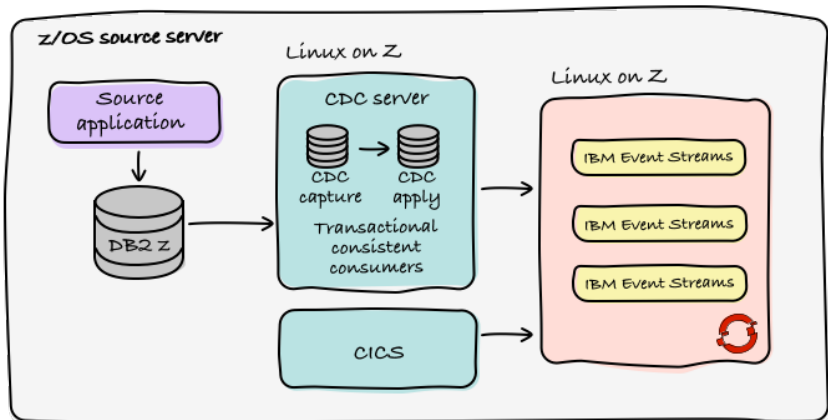 z/OS source server
Source
application
DB2 z
Linux on Z
CDC server
CDC
capture
CDC
apply
Transactional
consistent
consumers
CICS
Linux on Z
IBM Event Streams
IBM Event Streams
IBM Event Streams